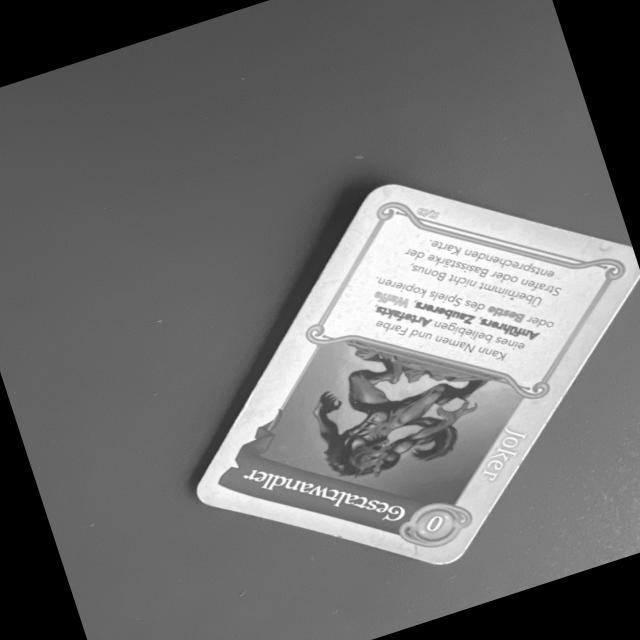 0
Gestaltwandler
Joker
Kann Namen und Farbe
eines beliebigen Artefakts,
Anführers, Zauberers, Waffe
oder Bestie des Spiels kopieren
Übernimmt nicht Bonus,
Strafen oder Basisstärke der
entsprechenden Karte.